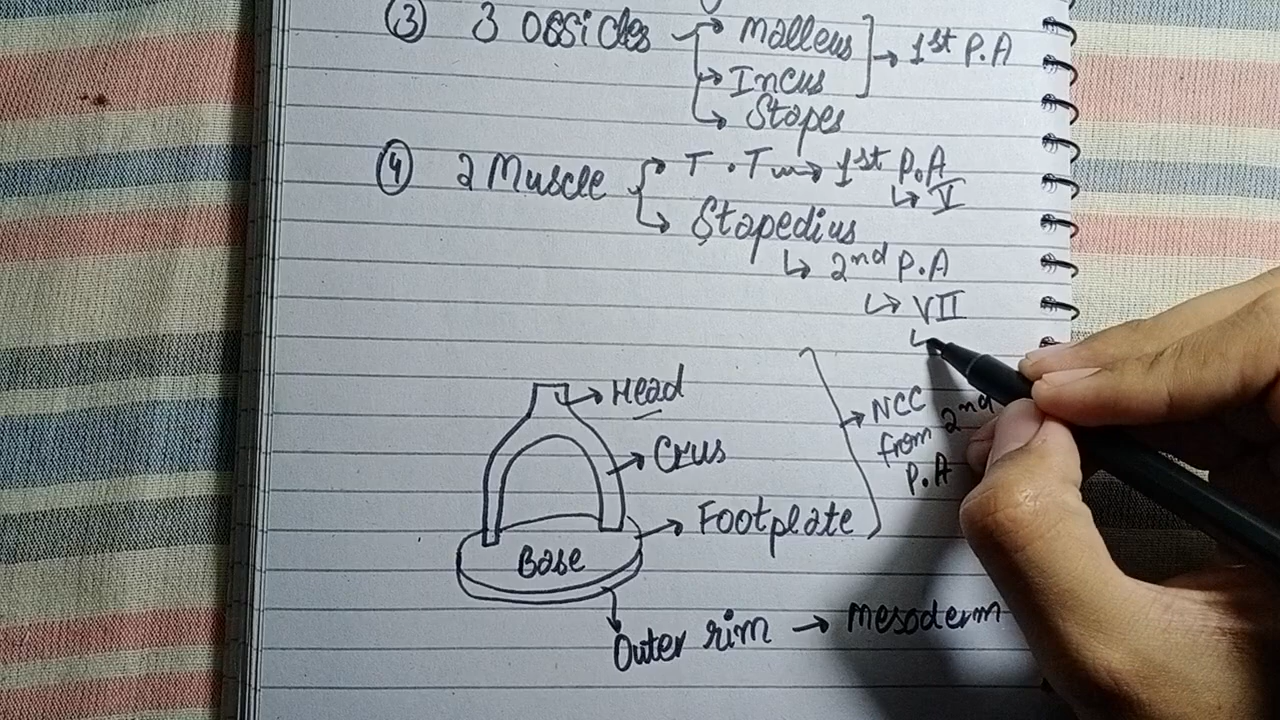 ③ 3 ossicles → Malleus ] → 1st P.A
→ Incus
→ Stapes
④ 2 Muscle → T.Tm → 1st P.A
↳ V
↳ Stapedius
↳ 2nd P.A
↳ VII
→ Head
→ NCC
from 2nd
P.A
→ Crus
→ Footplate
Base
Outer rim → Mesoderm